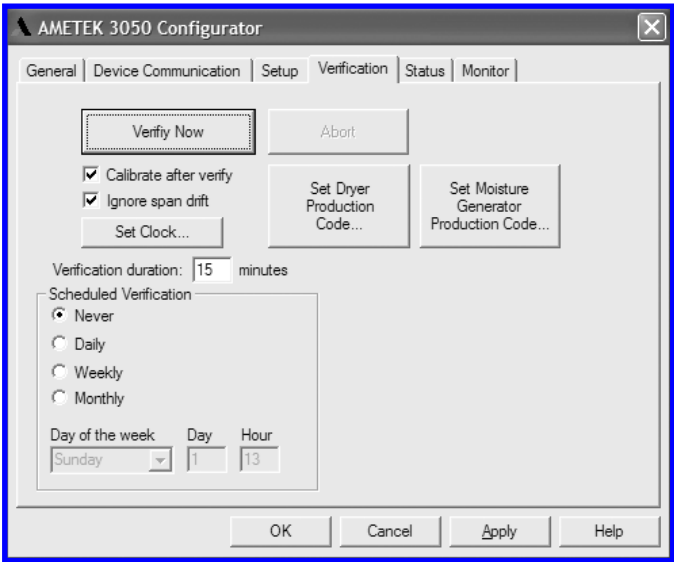 AMETEK 3050 Configurator
General Device Communication Setup Verification Status Monitor
Verifiy Now Abort
Calibrate after verify
Ignore span drift
Set Clock...
Set Dryer
Production
Code...
Set Moisture
Generator
Production Code...
Verification duration: 15 minutes
Scheduled Verification
Never
Daily
Weekly
Monthly
Day of the week Day Hour
Sunday 1 13
OK Cancel Apply Help